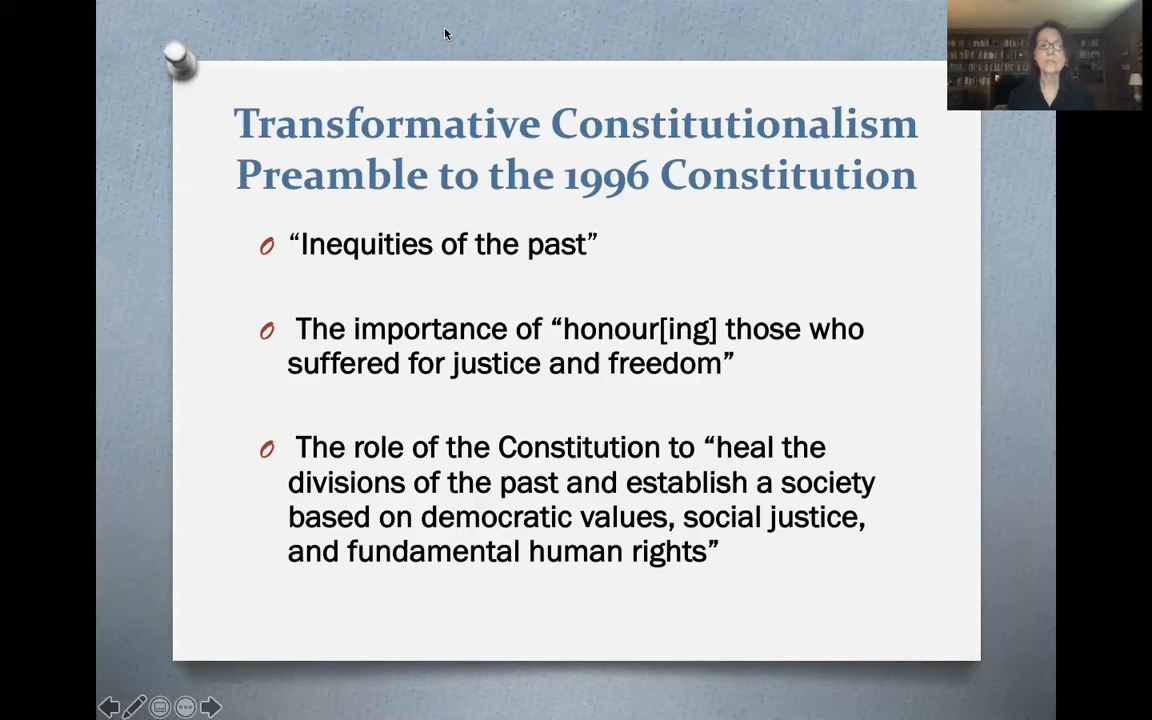 Transformative Constitutionalism
Preamble to the 1996 Constitution
“Inequities of the past”
The importance of “honour[ing] those who
suffered for justice and freedom”
The role of the Constitution to “heal the
divisions of the past and establish a society
based on democratic values, social justice,
and fundamental human rights”